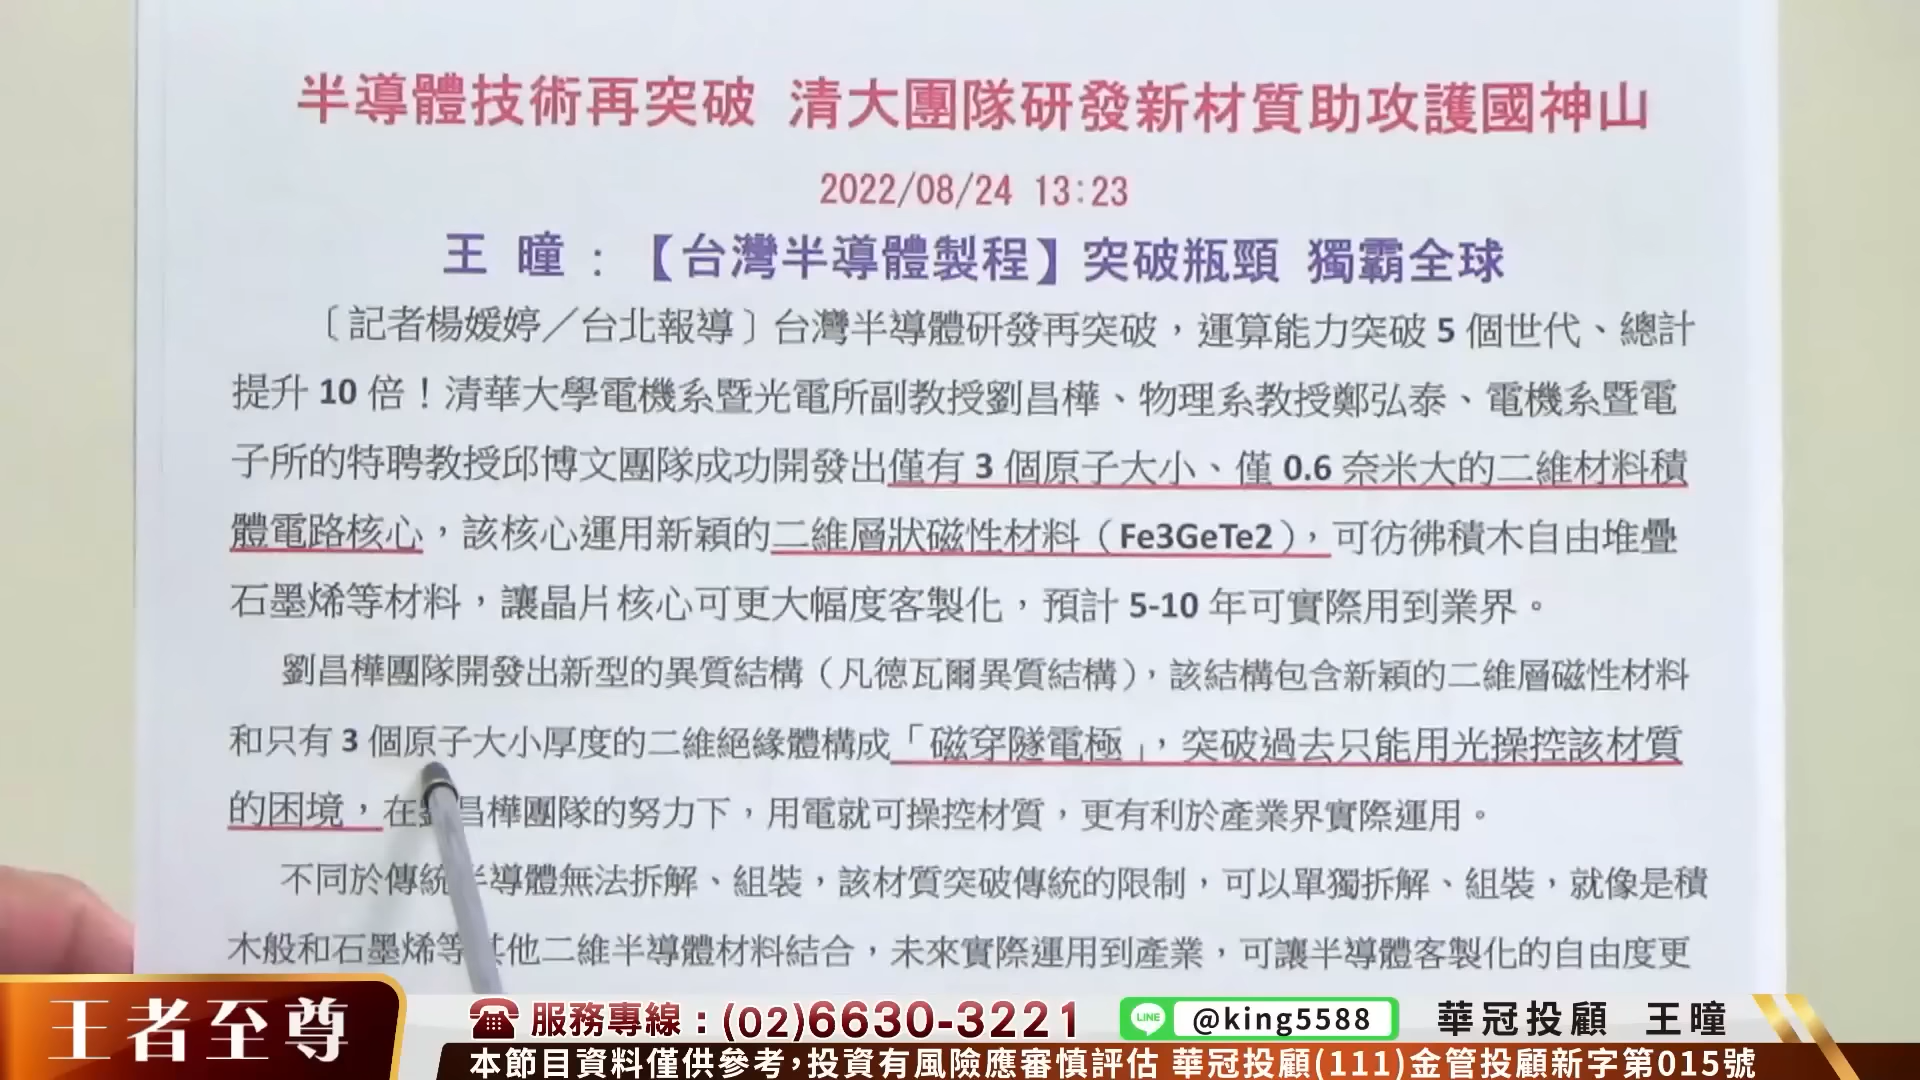 半導體技術再突破 清大團隊研發新材質助攻護國神山
2022/08/24 13:23
王 曈：【台灣半導體製程】突破瓶頸 獨霸全球
〔記者楊媛婷／台北報導〕台灣半導體研發再突破，運算能力突破 5 個世代、總計
提升 10 倍！清華大學電機系暨光電所副教授劉昌樺、物理系教授鄭弘泰、電機系暨電
子所的特聘教授邱博文團隊成功開發出僅有 3 個原子大小、僅 0.6 奈米大的二維材料積
體電路核心，該核心運用新穎的二維層狀磁性材料（Fe3GeTe2），可彷彿積木自由堆疊
石墨烯等材料，讓晶片核心可更大幅度客製化，預計 5-10 年可實際用到業界。
劉昌樺團隊開發出新型的異質結構（凡德瓦爾異質結構），該結構包含新穎的二維層磁性材料
和只有 3 個原子大小厚度的二維絕緣體構成「磁穿隧電極」，突破過去只能用光操控該材質
的困境，在劉昌樺團隊的努力下，用電就可操控材質，更有利於產業界實際運用。
不同於傳統半導體無法拆解、組裝，該材質突破傳統的限制，可以單獨拆解、組裝，就像是積
木般和石墨烯等其他二維半導體材料結合，未來實際運用到產業，可讓半導體客製化的自由度更
王者至尊
服務專線：(02)6630-3221
LINE
@king5588
華冠投顧 王曈
本節目資料僅供參考，投資有風險應審慎評估 華冠投顧(111)金管投顧新字第015號